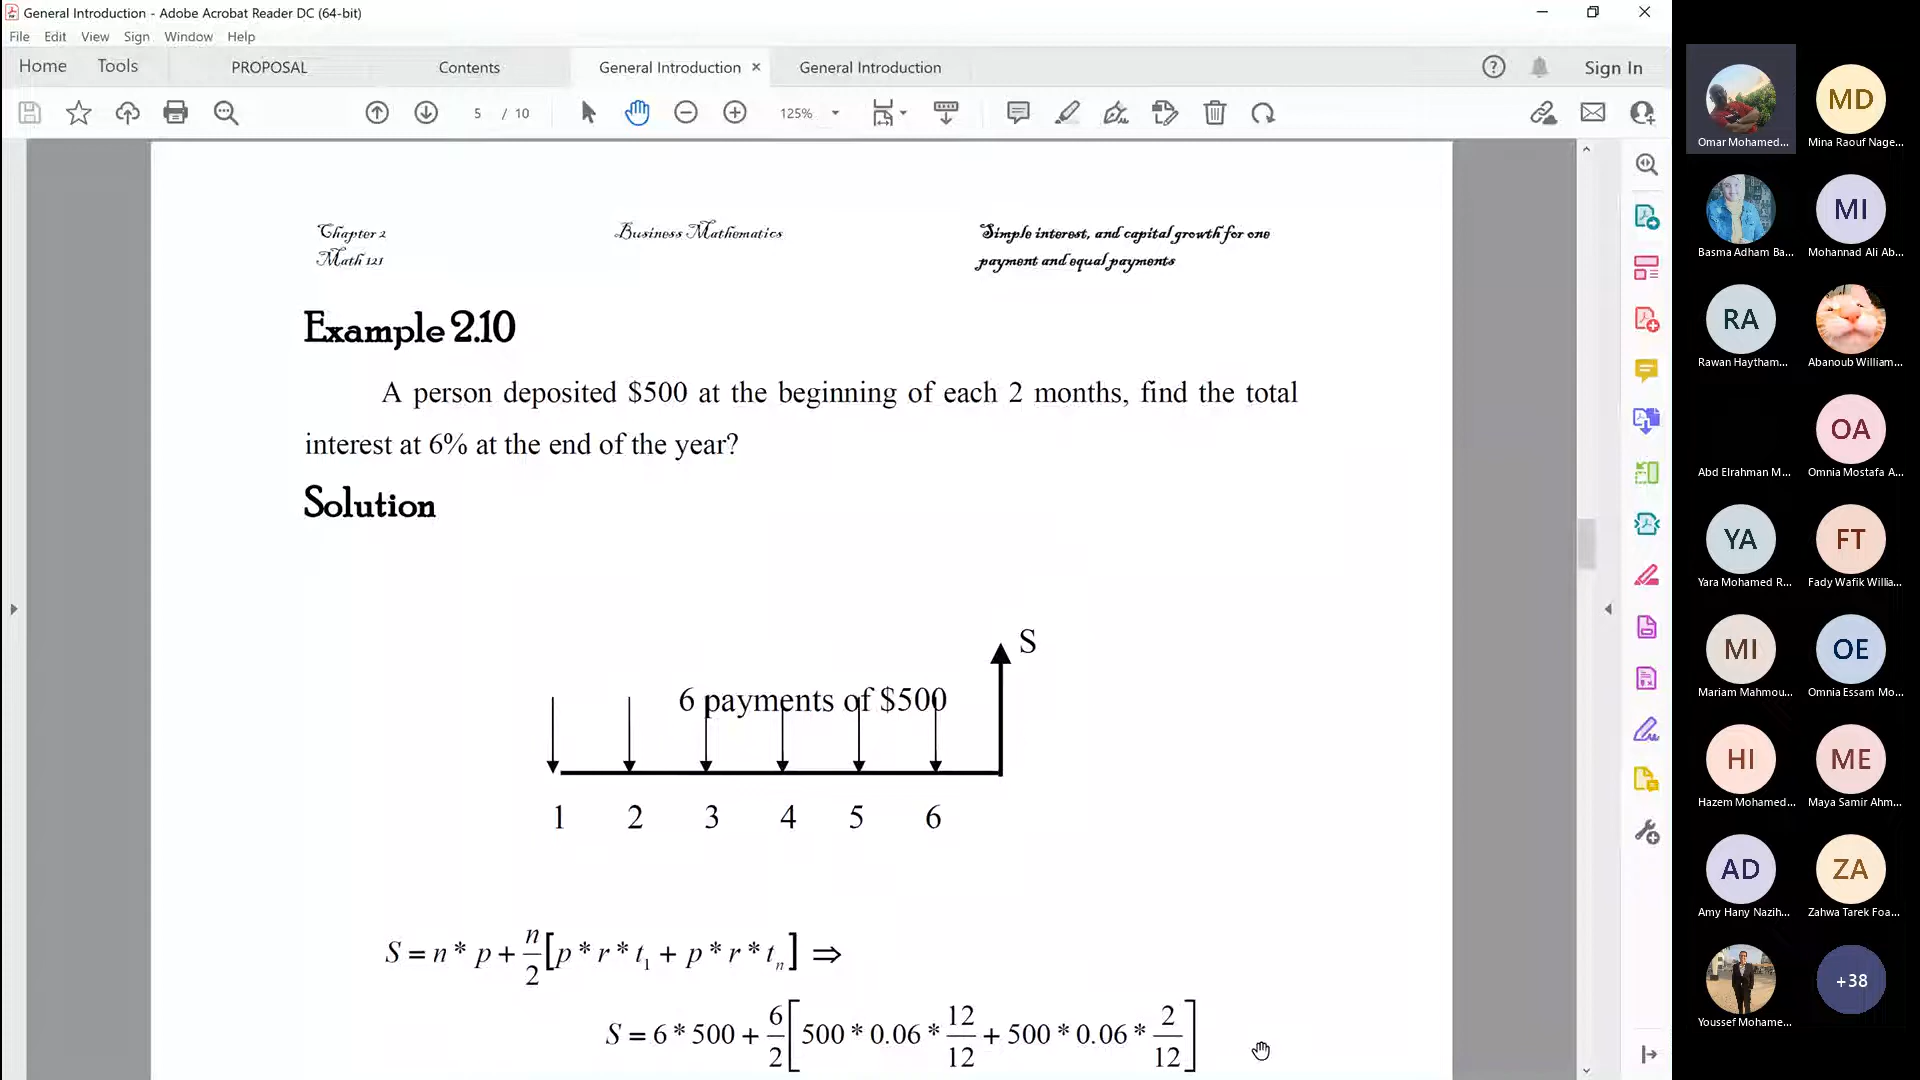 General Introduction - Adobe Acrobat Reader DC (64-bit)
File Edit View Sign Window Help
Home Tools PROPOSAL Contents General Introduction × General Introduction Sign In
5 / 10 125%
Chapter 2 Business Mathematics Simple interest, and capital growth for one
Math 121 payment and equal payments
Example 2.10
A person deposited $500 at the beginning of each 2 months, find the total
interest at 6% at the end of the year?
Solution
S
6 payments of $500
1 2 3 4 5 6
S = n * p + n/2 [p * r * t₁ + p * r * tₙ] ⇒
S = 6 * 500 + 6/2 [500 * 0.06 * 12/12 + 500 * 0.06 * 2/12]
MD
Omar Mohamed... Mina Raouf Nage...
MI
Basma Adham Ba... Mohannad Ali Ab...
RA
Rawan Haytham... Abanoub William...
OA
Abd Elrahman M... Omnia Mostafa A...
YA FT
Yara Mohamed R... Fady Wafik Willia...
MI OE
Mariam Mahmou... Omnia Essam Mo...
HI ME
Hazem Mohamed... Maya Samir Ahm...
AD ZA
Amy Hany Nazih... Zahwa Tarek Foa...
+38
Youssef Mohame...